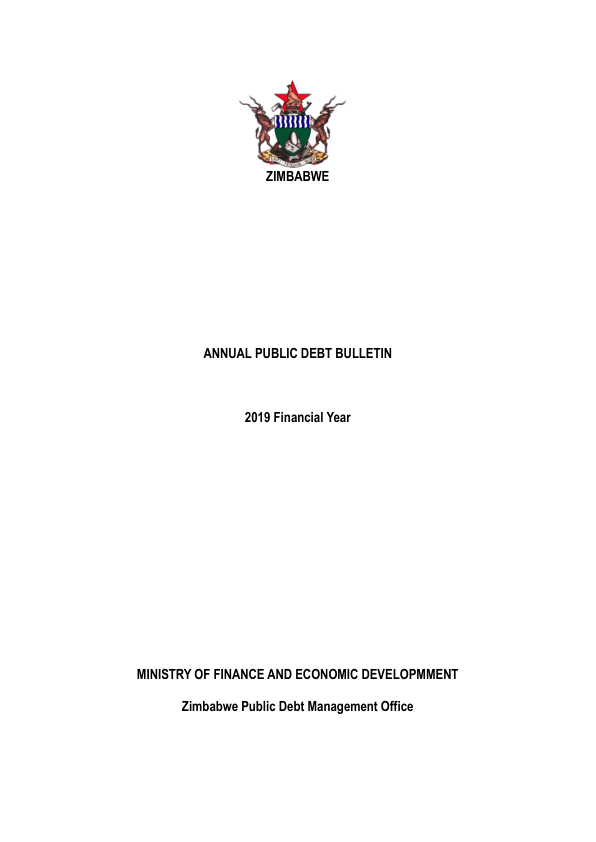 ZIMBABWE
ANNUAL PUBLIC DEBT BULLETIN
2019 Financial Year
MINISTRY OF FINANCE AND ECONOMIC DEVELOPMMENT
Zimbabwe Public Debt Management Office